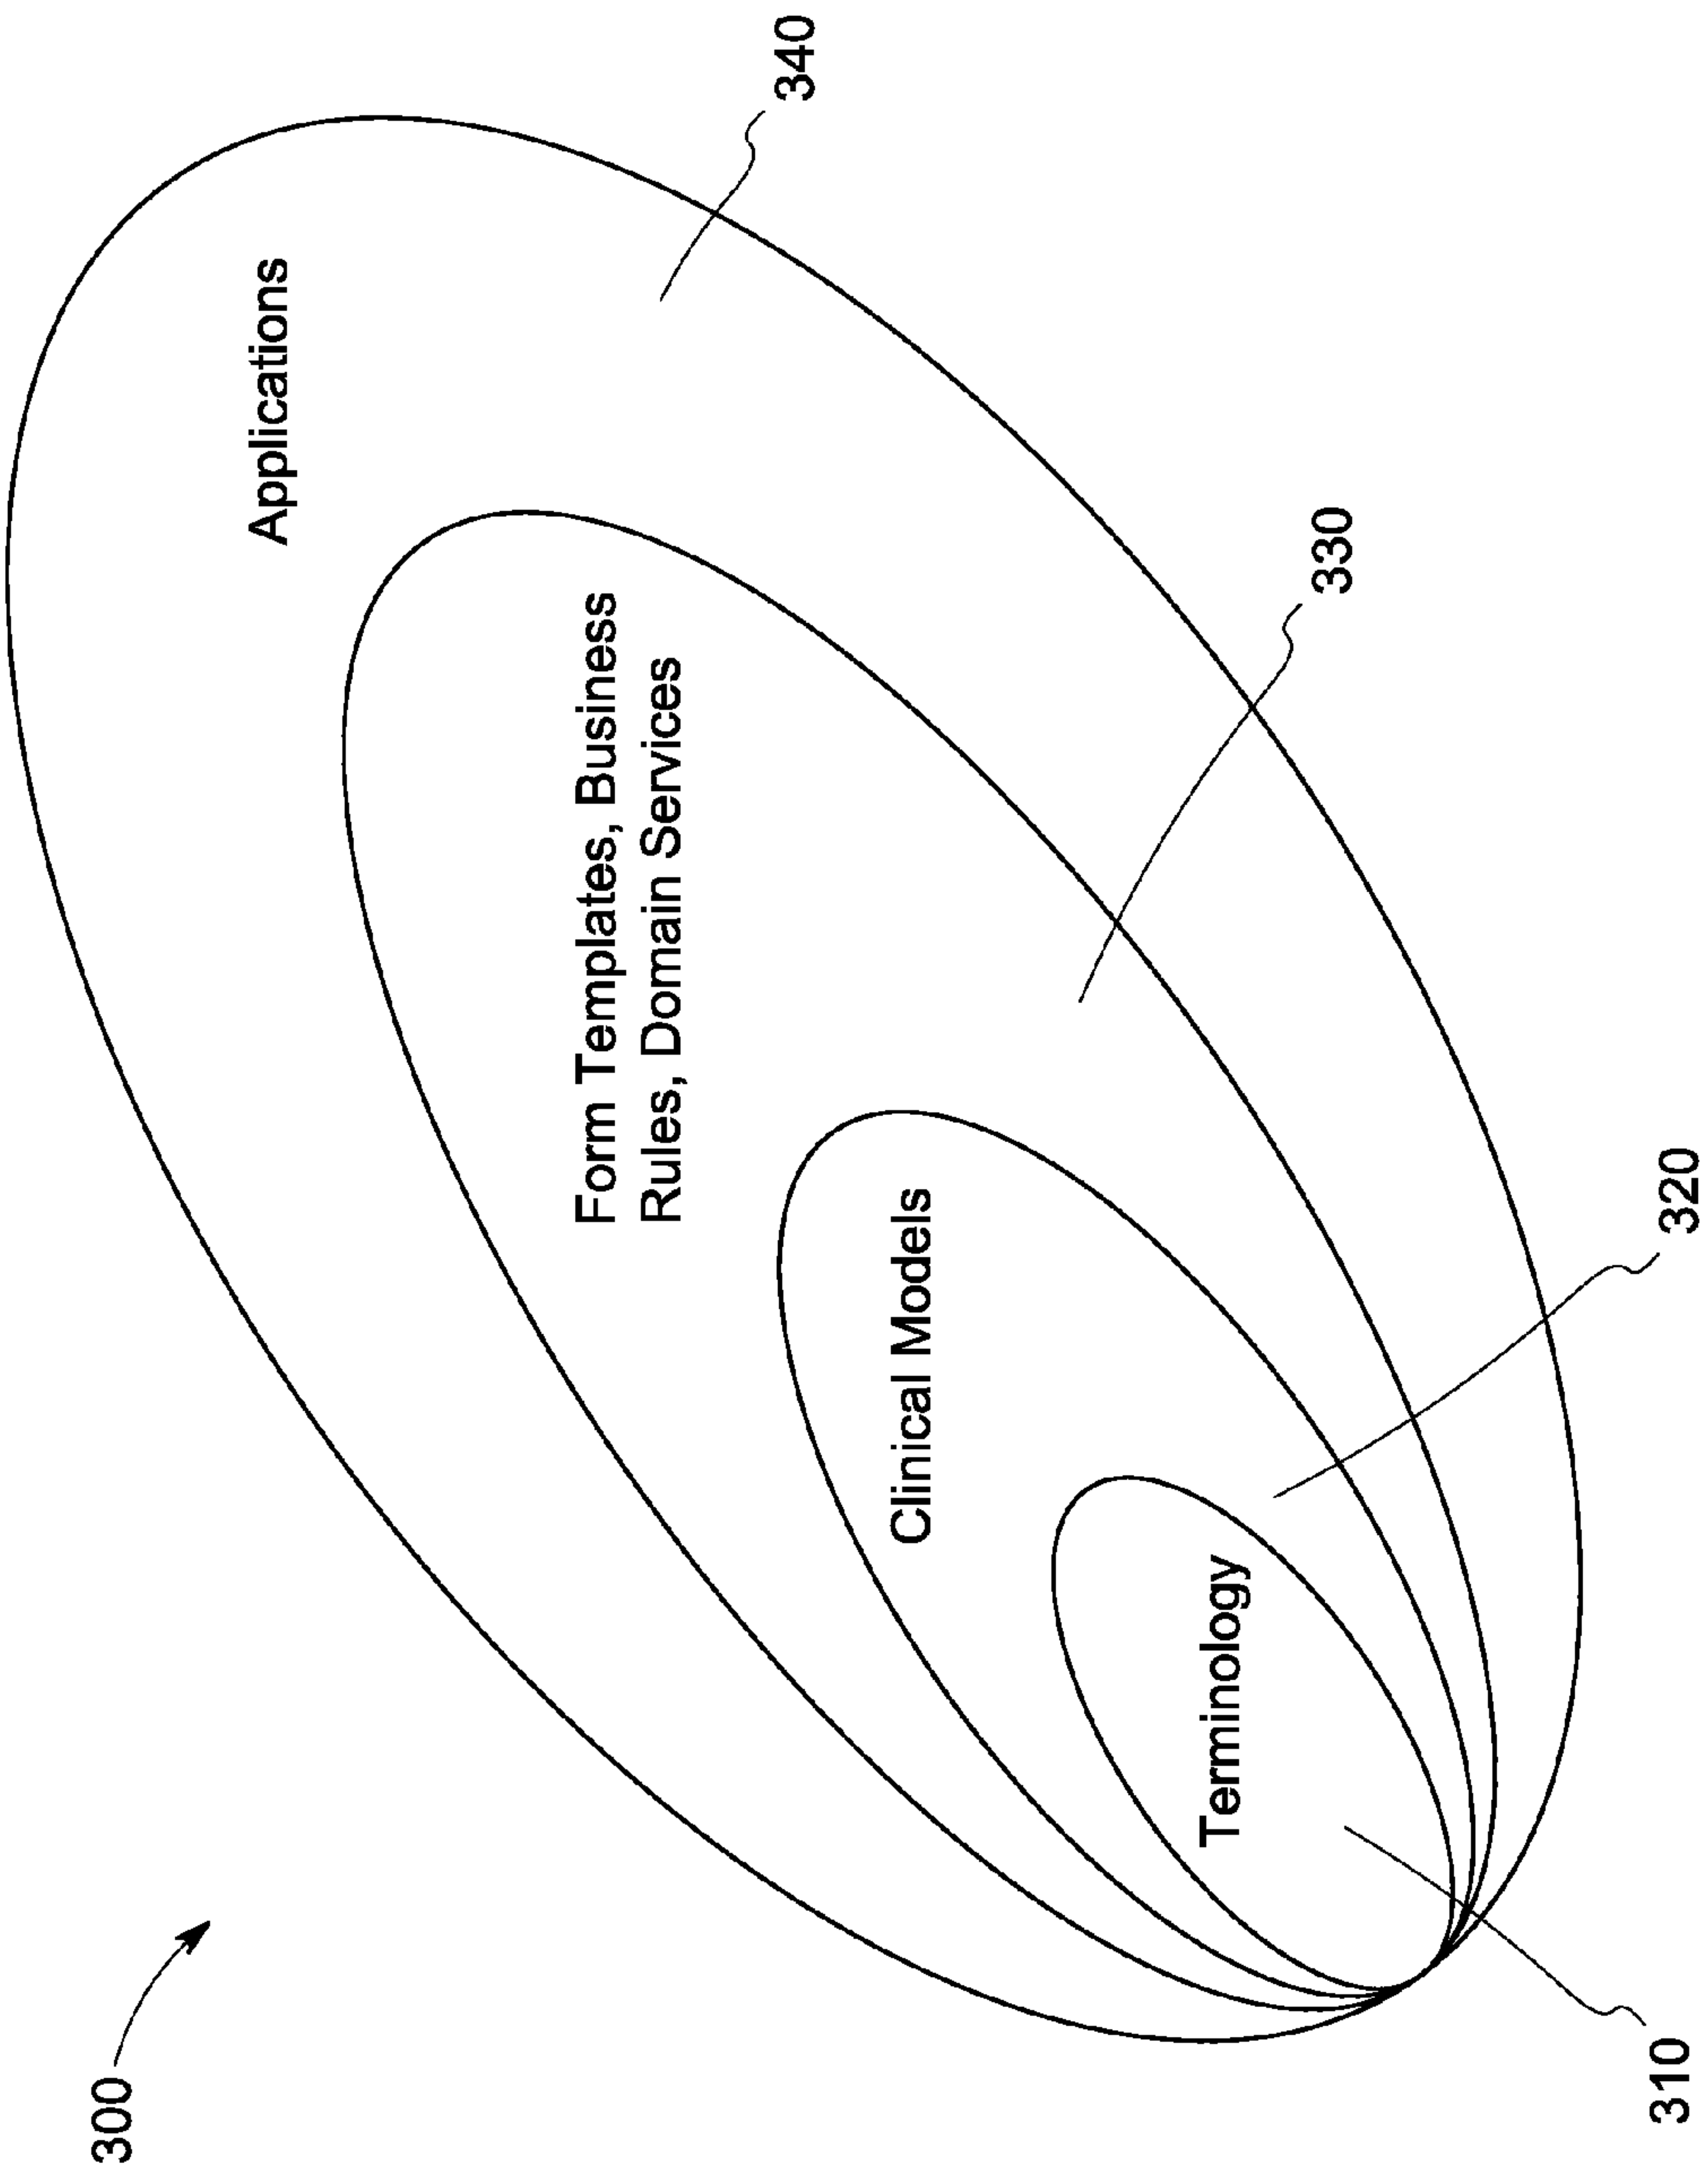 300
Applications
340
Form Templates, Business
Rules, Domain Services
330
Clinical Models
320
Terminology
310